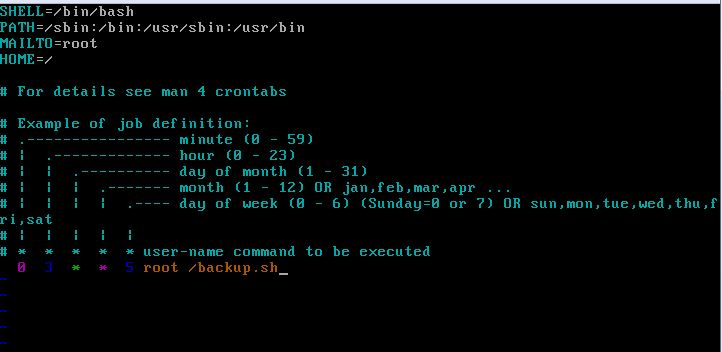 SHELL=/bin/bash
PATH=/sbin:/bin:/usr/sbin:/usr/bin
MAILTO=root
HOME=/
# For details see man 4 crontabs
# Example of job definition:
# .---------------- minute (0 - 59)
# |  .------------- hour (0 - 23)
# |  |  .---------- day of month (1 - 31)
# |  |  |  .------- month (1 - 12) OR jan,feb,mar,apr ...
# |  |  |  |  .---- day of week (0 - 6) (Sunday=0 or 7) OR sun,mon,tue,wed,thu,f
ri,sat
# |  |  |  |  |
# *  *  *  *  * user-name command to be executed
  0  3  *  *  5 root /backup.sh
~
~
~
~
~